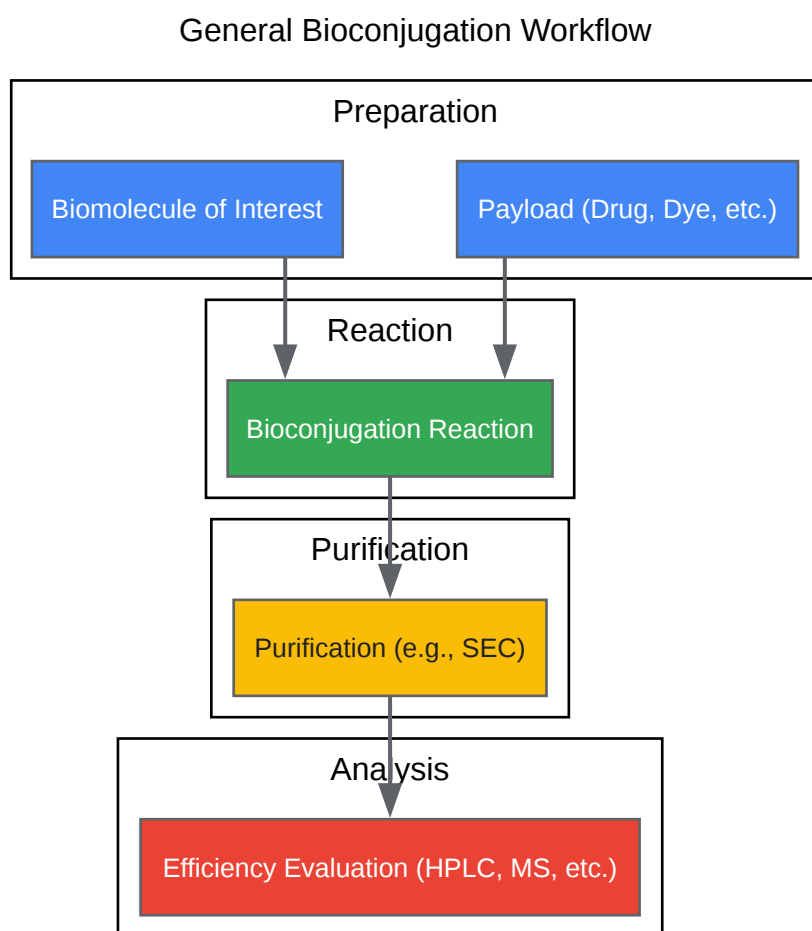 General Bioconjugation Workflow
Preparation
Biomolecule of Interest
Payload (Drug, Dye, etc.)
Reaction
Bioconjugation Reaction
Purification
Purification (e.g., SEC)
Analysis
Efficiency Evaluation (HPLC, MS, etc.)